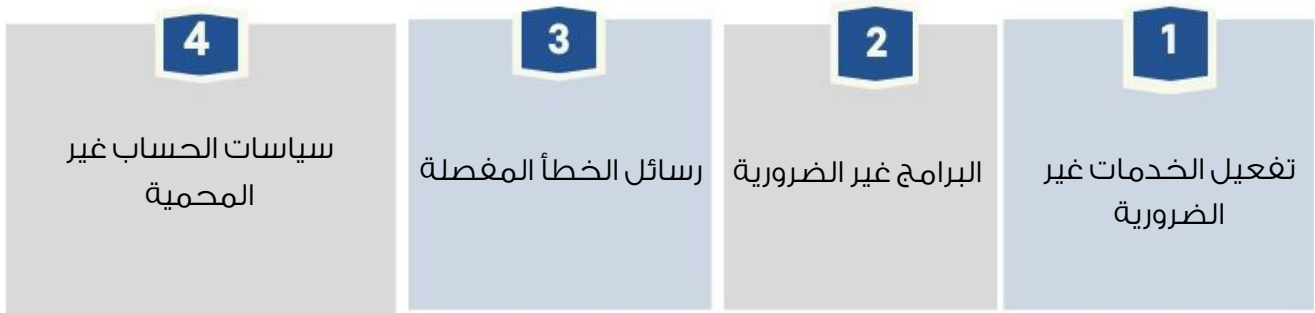 1
تفعيل الخدمات غير
الضرورية
2
البرامج غير الضرورية
3
رسائل الخطأ المفصلة
4
سياسات الحساب غير
المحمية